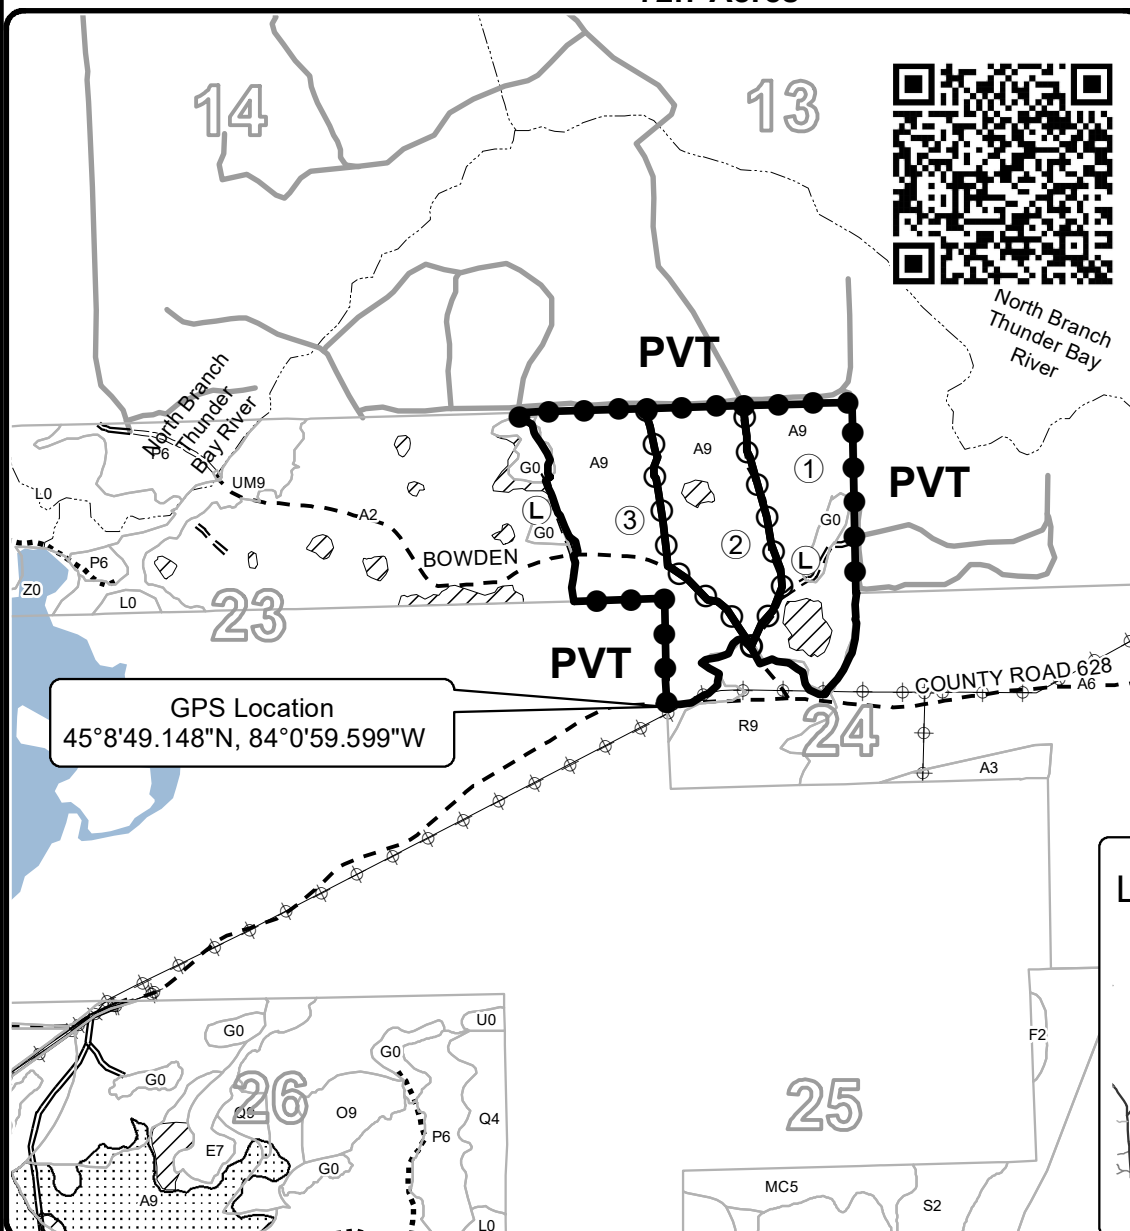 14
13
North Branch
Thunder Bay
River
PVT
North Branch
Thunder
Bay River
P6
A9
A9
A9
1
G0
UM9
L0
A2
L
G0
3
G0
PVT
2
BOWDEN
L
P6
Z0
L0
23
PVT
COUNTY ROAD 628
A6
GPS Location
45°8'49.148"N, 84°0'59.599"W
R9
24
A3
L
U0
G0
G0
F2
G0
26
Q9
O9
Q4
25
P6
E7
G0
A9
MC5
S2
L0